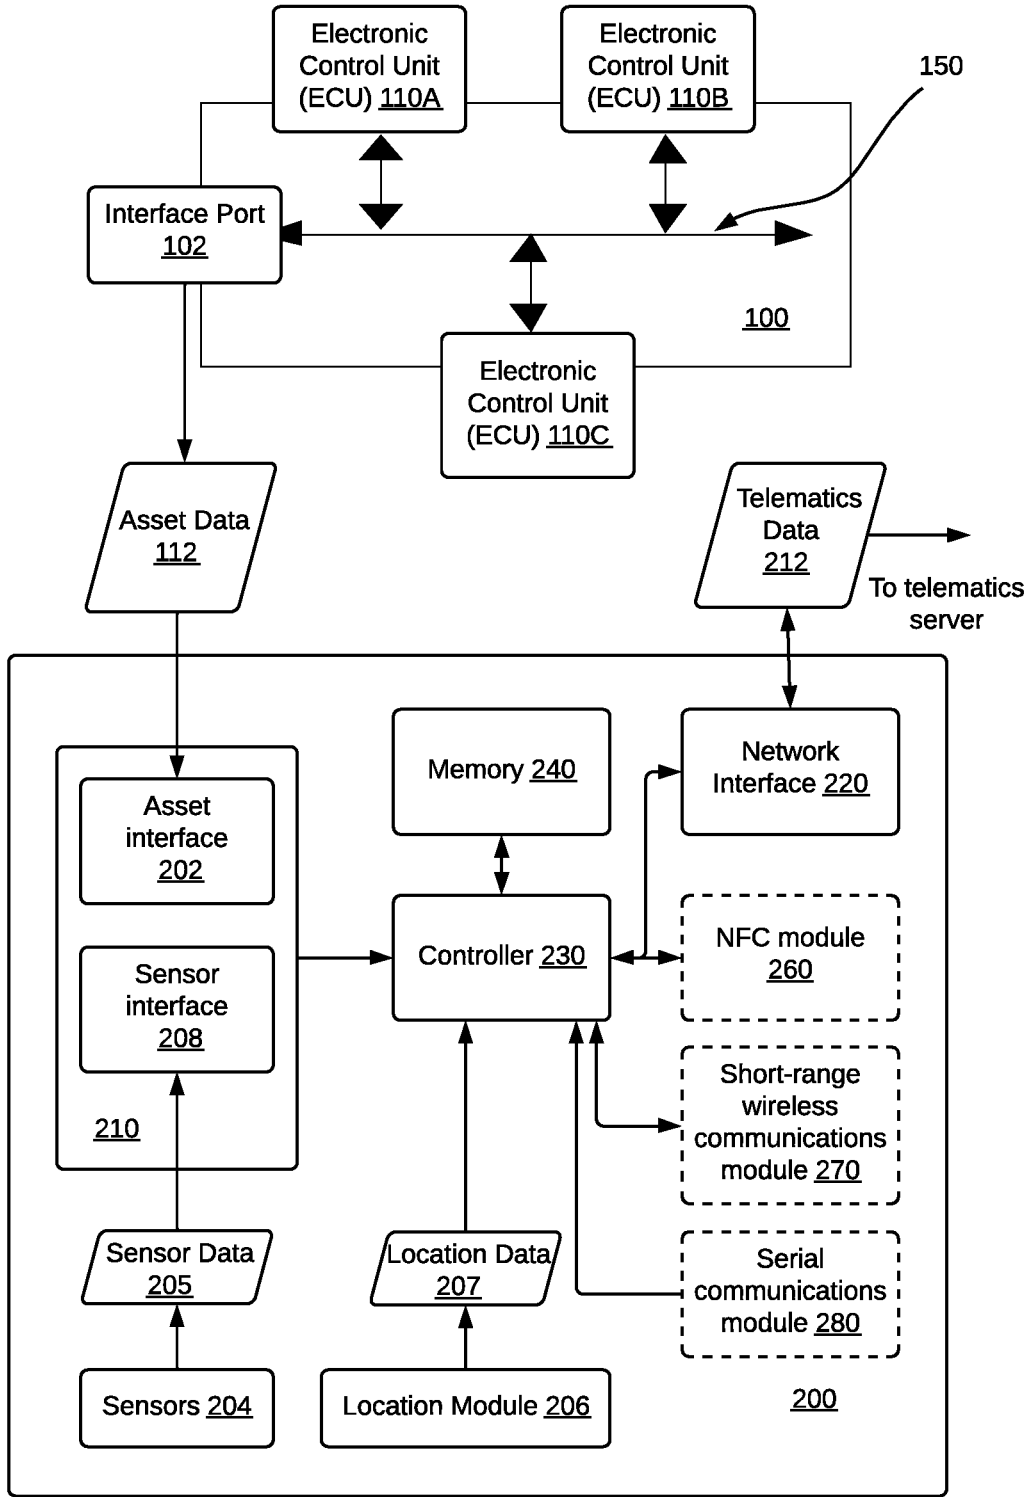 Electronic
Control Unit
(ECU) 110A
Electronic
Control Unit
(ECU) 110B
150
Interface Port
102
100
Electronic
Control Unit
(ECU) 110C
Asset Data
112
Telematics
Data
212
To telematics
server
Memory 240
Network
Interface 220
Asset
interface
202
Controller 230
NFC module
260
Sensor
interface
208
210
Short-range
wireless
communications
module 270
Sensor Data
205
Location Data
207
Serial
communications
module 280
Sensors 204
Location Module 206
200